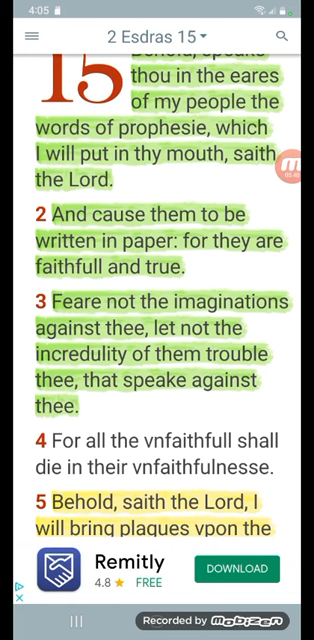 4:05
2 Esdras 15
15 Behold, speake
thou in the eares
of my people the
words of prophesie, which
I will put in thy mouth, saith
the Lord.
2 And cause them to be
written in paper: for they are
faithfull and true.
3 Feare not the imaginations
against thee, let not the
incredulity of them trouble
thee, that speake against
thee.
4 For all the vnfaithfull shall
die in their vnfaithfulnesse.
5 Behold, saith the Lord, I
will bring plagues vpon the
Remitly
4.8 ★ FREE
DOWNLOAD
Recorded by mobizen